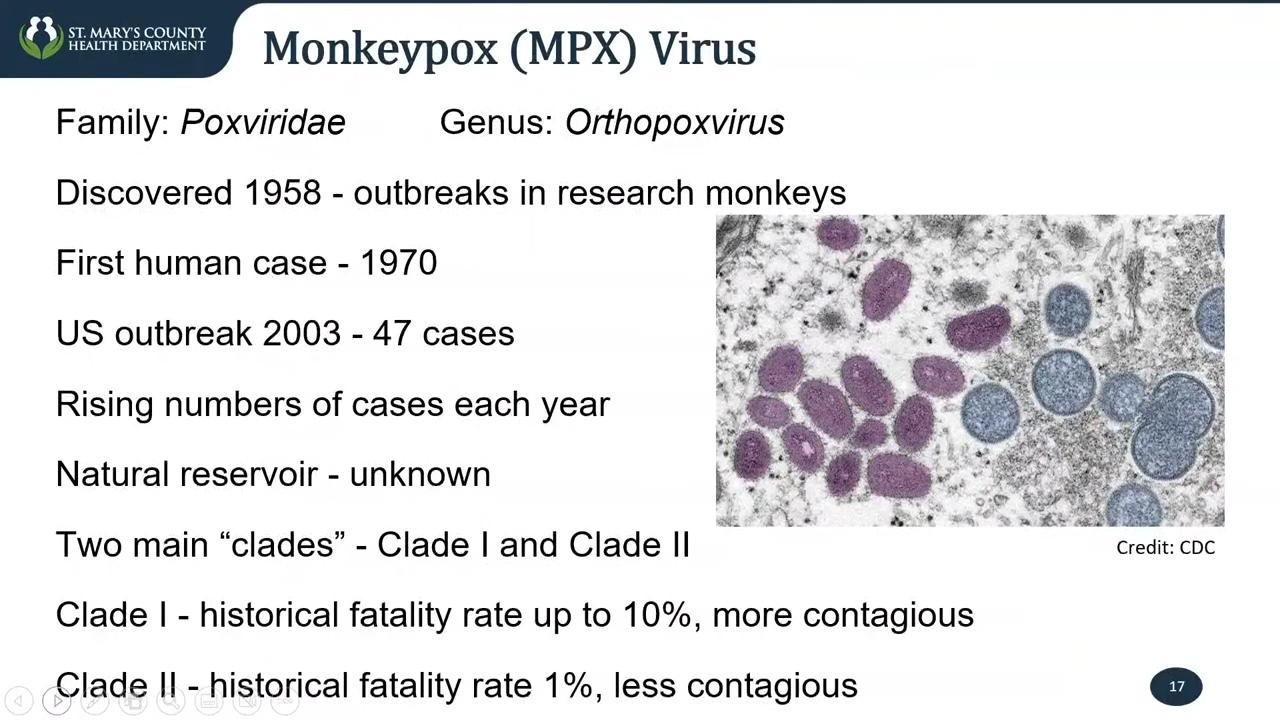 ST. MARY'S COUNTY
HEALTH DEPARTMENT
Monkeypox (MPX) Virus
Family: Poxviridae Genus: Orthopoxvirus
Discovered 1958 - outbreaks in research monkeys
First human case - 1970
US outbreak 2003 - 47 cases
Rising numbers of cases each year
Natural reservoir - unknown
Two main “clades” - Clade I and Clade II
Credit: CDC
Clade I - historical fatality rate up to 10%, more contagious
Clade II - historical fatality rate 1%, less contagious
17